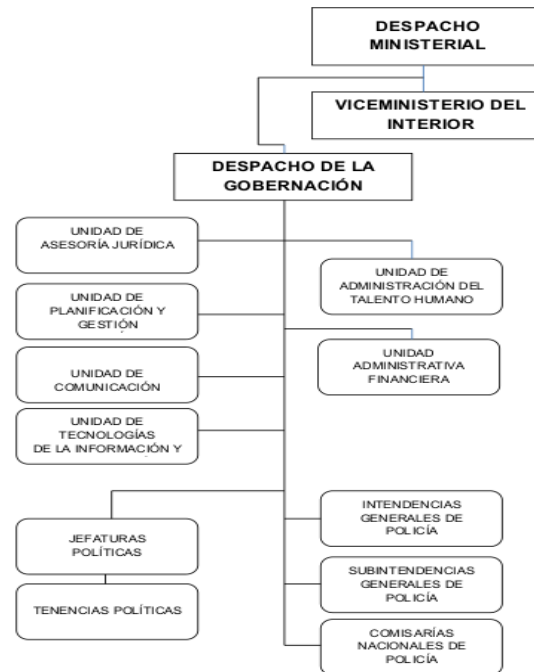 DESPACHO
MINISTERIAL
VICEMINISTERIO DEL
INTERIOR
DESPACHO DE LA
GOBERNACIÓN
UNIDAD DE
ASESORÍA JURÍDICA
UNIDAD DE
ADMINISTRACIÓN DEL
TALENTO HUMANO
UNIDAD DE
PLANIFICACIÓN Y
GESTIÓN
UNIDAD
ADMINISTRATIVA
FINANCIERA
UNIDAD DE
COMUNICACIÓN
UNIDAD DE
TECNOLOGÍAS
DE LA INFORMACIÓN Y
JEFATURAS
POLÍTICAS
TENENCIAS POLÍTICAS
INTENDENCIAS
GENERALES DE
POLICÍA
SUBINTENDENCIAS
GENERALES DE
POLICÍA
COMISARÍAS
NACIONALES DE
POLICÍA